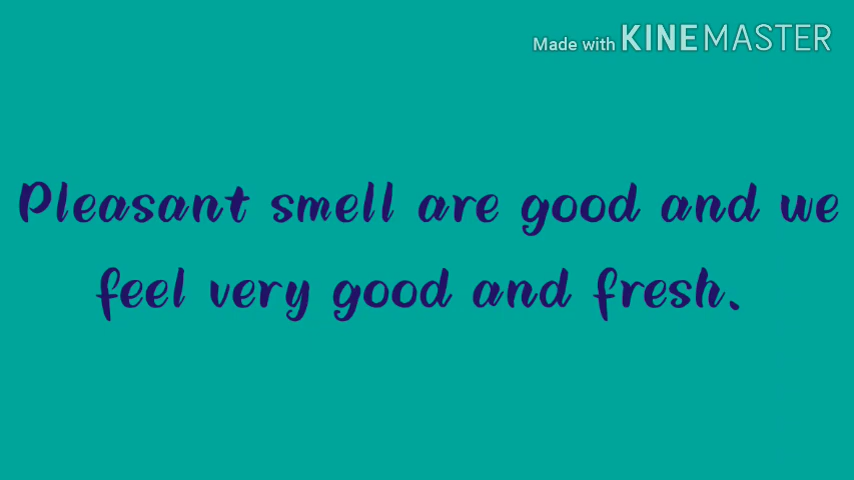 Made with KINEMASTER
Pleasant smell are good and we
feel very good and fresh.